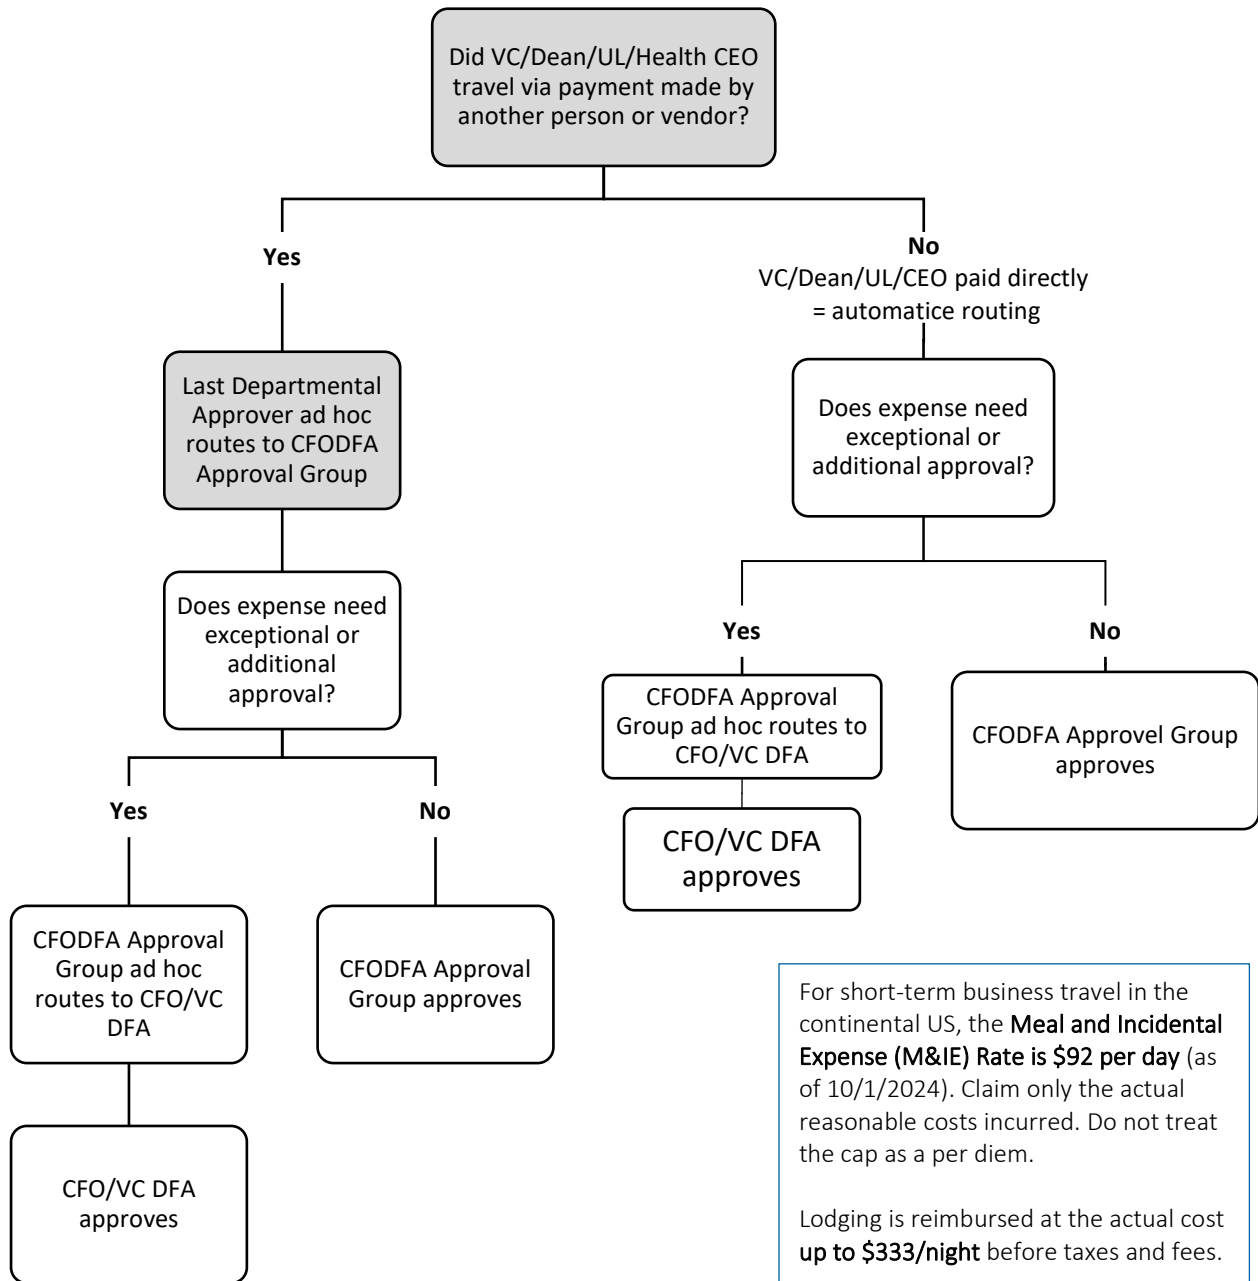 Did VC/Dean/UL/Health CEO
travel via payment made by
another person or vendor?
Yes
No
VC/Dean/UL/CEO paid directly
= automatice routing
Last Departmental
Approver ad hoc
routes to CFODFA
Approval Group
Does expense need
exceptional or
additional approval?
Does expense need
exceptional or
additional
approval?
Yes
No
CFODFA Approval
Group ad hoc routes to
CFO/VC DFA
CFODFA Approvel Group
approves
CFO/VC DFA
approves
Yes
No
CFODFA Approval
Group ad hoc
routes to CFO/VC
DFA
CFODFA Approval
Group approves
CFO/VC DFA
approves
For short-term business travel in the
continental US, the Meal and Incidental
Expense (M&IE) Rate is $92 per day (as
of 10/1/2024). Claim only the actual
reasonable costs incurred. Do not treat
the cap as a per diem.
Lodging is reimbursed at the actual cost
up to $333/night before taxes and fees.